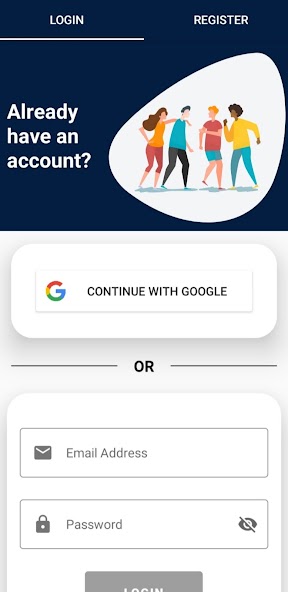 LOGIN
REGISTER
Already
have an
account?
CONTINUE WITH GOOGLE
OR
Email Address
Password
LOGIN